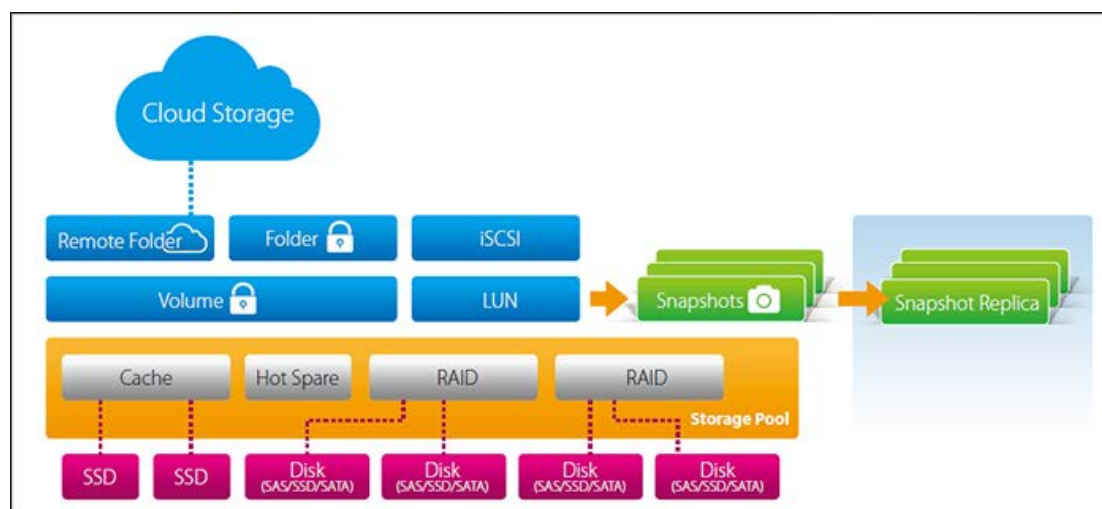 Cloud Storage
Remote Folder
Folder
iSCSI
Volume
LUN
Snapshots
Snapshot Replica
Cache
Hot Spare
RAID
RAID
Storage Pool
SSD
SSD
Disk
(SAS/SSD/SATA)
Disk
(SAS/SSD/SATA)
Disk
(SAS/SSD/SATA)
Disk
(SAS/SSD/SATA)